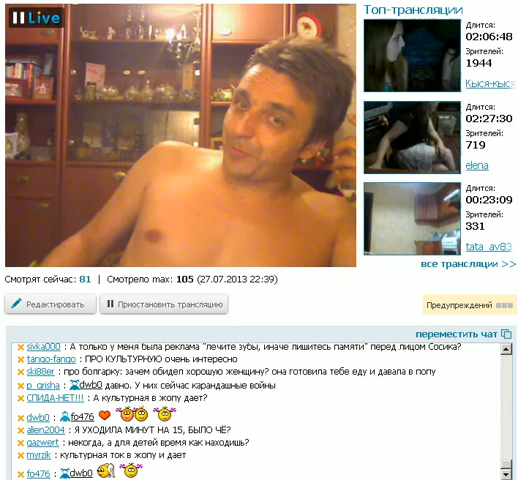 Live
Топ-трансляции
Длится:
02:06:48
Зрителей:
1944
Кыся-кыся
Длится:
02:27:30
Зрителей:
719
elena
Длится:
00:23:09
Зрителей:
331
tata_av83
все трансляции >>
Смотрят сейчас: 81 | Смотрело max: 105 (27.07.2013 22:39)
Редактировать
Приостановить трансляцию
Предупреждений
переместить чат
sivka000 : А только у меня была реклама "лечите зубы, иначе лишитесь памяти" перед лицом Сосика?
tango-fango : ПРО КУЛЬТУРНУЮ очень интересно
ski88er : про болгарку: зачем обидел хорошую женщину? она готовила тебе еду и давала в попу
p_grisha : dwb0 давно. У них сейчас карандашные войны
СПИДА-НЕТ!!! : А культурная в жопу дает?
dwb0 : fo476
alien2004 : Я УХОДИЛА МИНУТ НА 15, БЫЛО ЧЁ?
gazwert : некогда, а для детей время как находишь?
myrzik : культурная ток в жопу и дает
fo476 : dwb0